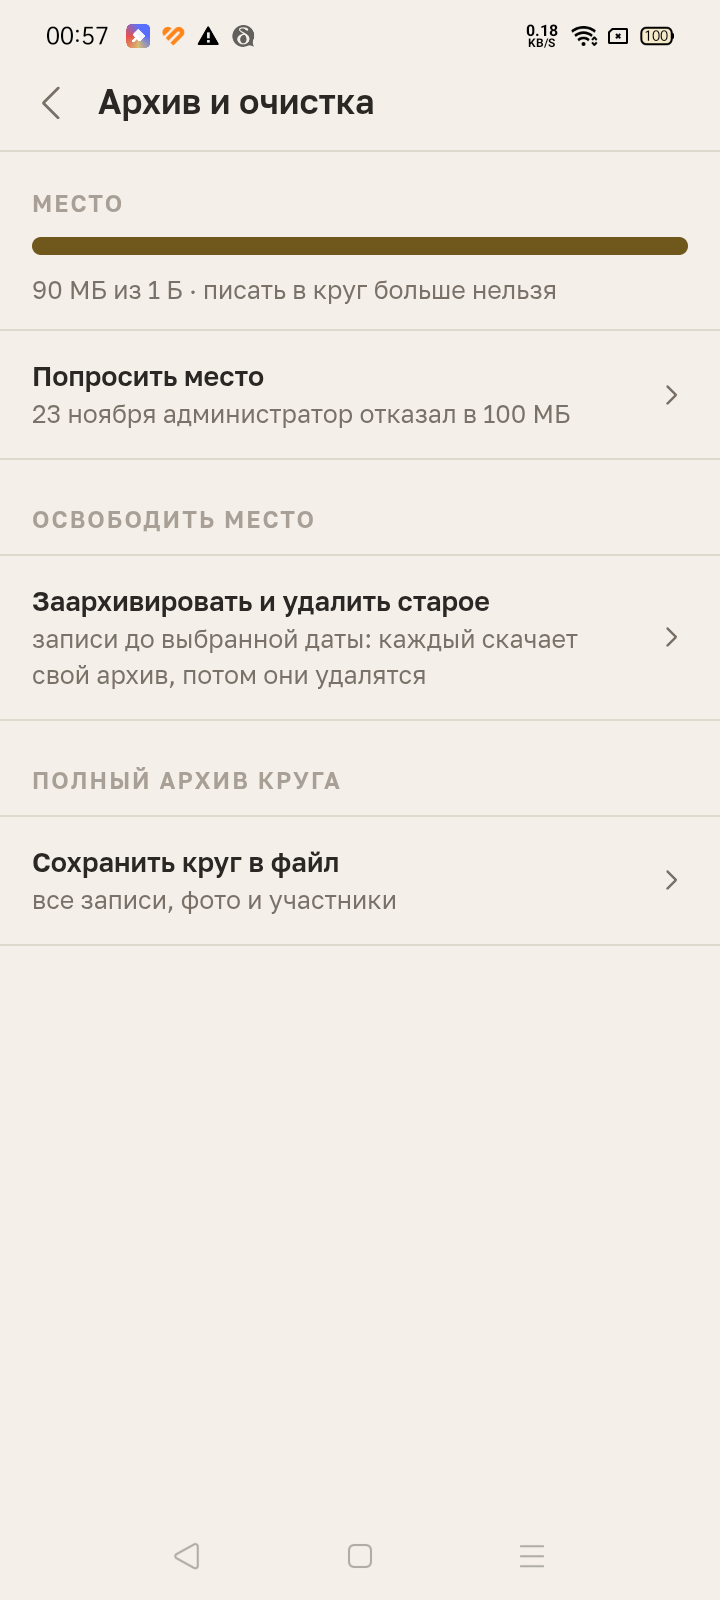 00:57
0.18
KB/S
100
Архив и очистка
МЕСТО
90 МБ из 1 Б · писать в круг больше нельзя
Попросить место
23 ноября администратор отказал в 100 МБ
ОСВОБОДИТЬ МЕСТО
Заархивировать и удалить старое
записи до выбранной даты: каждый скачает
свой архив, потом они удалятся
ПОЛНЫЙ АРХИВ КРУГА
Сохранить круг в файл
все записи, фото и участники